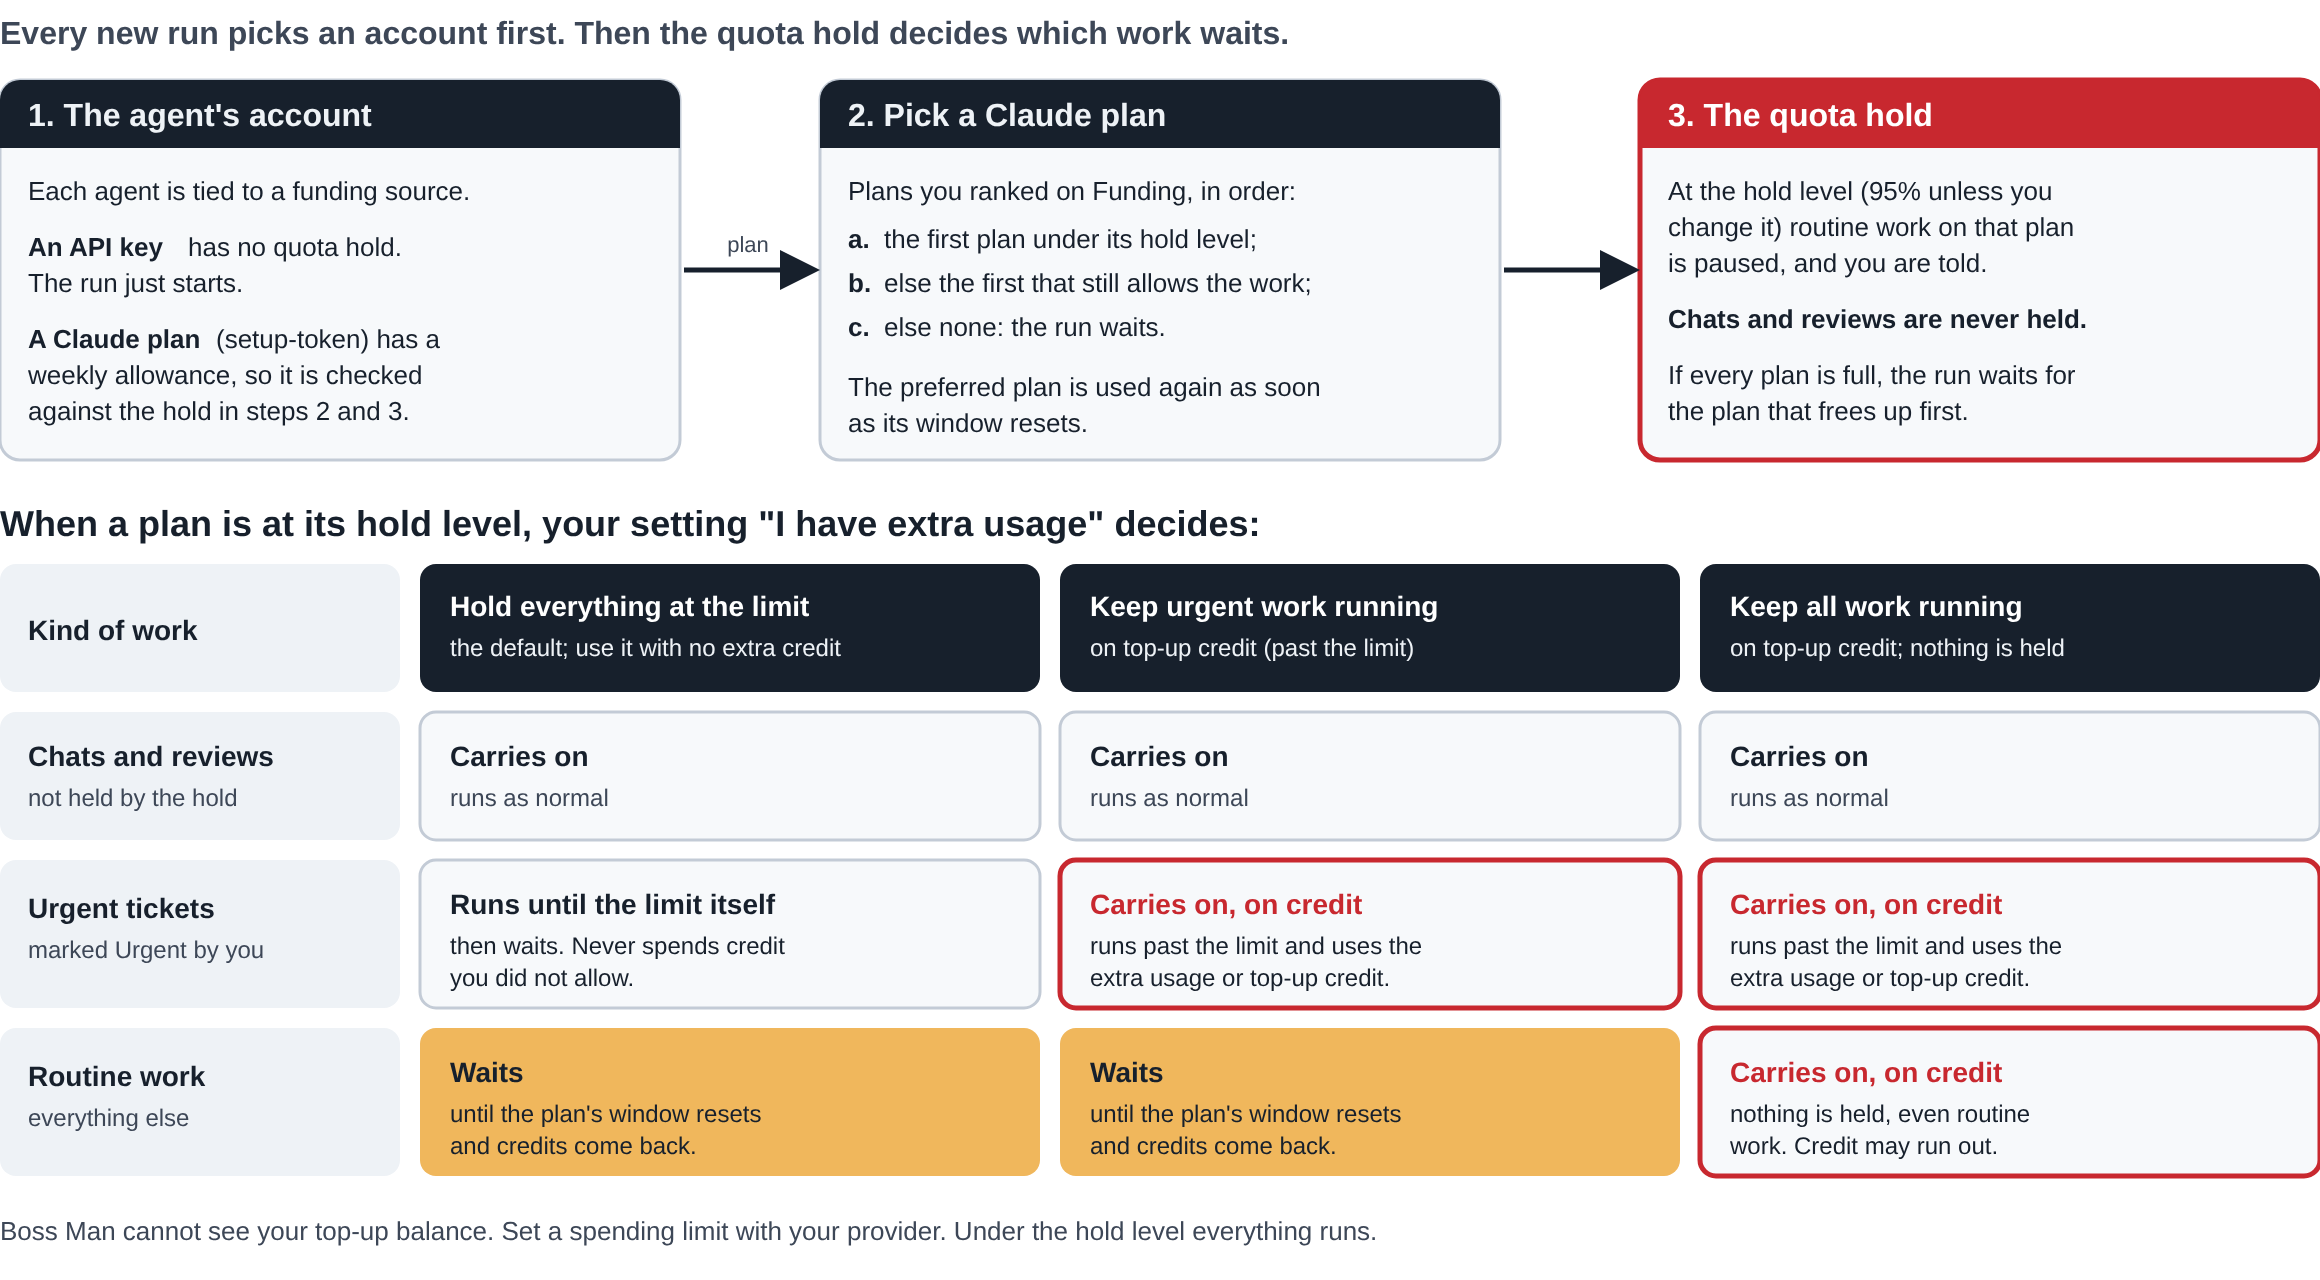 Every new run picks an account first. Then the quota hold decides which work waits.
1. The agent's account
Each agent is tied to a funding source.
An API key has no quota hold.
The run just starts.
A Claude plan (setup-token) has a
weekly allowance, so it is checked
against the hold in steps 2 and 3.
plan
2. Pick a Claude plan
Plans you ranked on Funding, in order:
a. the first plan under its hold level;
b. else the first that still allows the work;
c. else none: the run waits.
The preferred plan is used again as soon
as its window resets.
3. The quota hold
At the hold level (95% unless you
change it) routine work on that plan
is paused, and you are told.
Chats and reviews are never held.
If every plan is full, the run waits for
the plan that frees up first.
When a plan is at its hold level, your setting "I have extra usage" decides:
Kind of work
Hold everything at the limit
the default; use it with no extra credit
Keep urgent work running
on top-up credit (past the limit)
Keep all work running
on top-up credit; nothing is held
Chats and reviews
not held by the hold
Carries on
runs as normal
Carries on
runs as normal
Carries on
runs as normal
Urgent tickets
marked Urgent by you
Runs until the limit itself
then waits. Never spends credit
you did not allow.
Carries on, on credit
runs past the limit and uses the
extra usage or top-up credit.
Carries on, on credit
runs past the limit and uses the
extra usage or top-up credit.
Routine work
everything else
Waits
until the plan's window resets
and credits come back.
Waits
until the plan's window resets
and credits come back.
Carries on, on credit
nothing is held, even routine
work. Credit may run out.
Boss Man cannot see your top-up balance. Set a spending limit with your provider. Under the hold level everything runs.